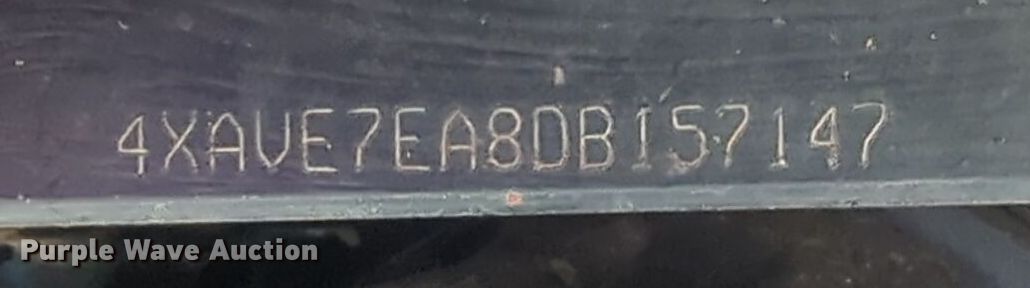 4XAVE7EA8DB157147
Purple Wave Auction